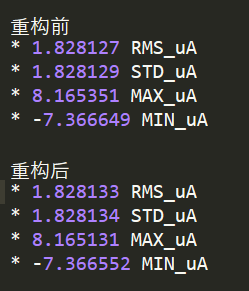 重构前
* 1.828127 RMS_uA
* 1.828129 STD_uA
* 8.165351 MAX_uA
* -7.366649 MIN_uA
重构后
* 1.828133 RMS_uA
* 1.828134 STD_uA
* 8.165131 MAX_uA
* -7.366552 MIN_uA